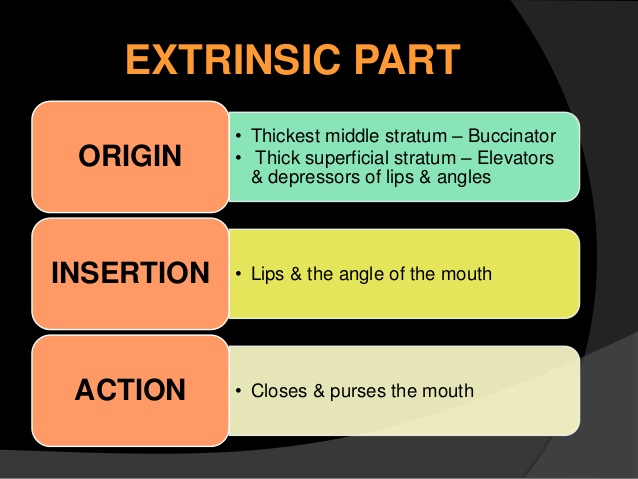 EXTRINSIC PART
ORIGIN
• Thickest middle stratum – Buccinator
• Thick superficial stratum – Elevators
& depressors of lips & angles
INSERTION
• Lips & the angle of the mouth
ACTION
• Closes & purses the mouth